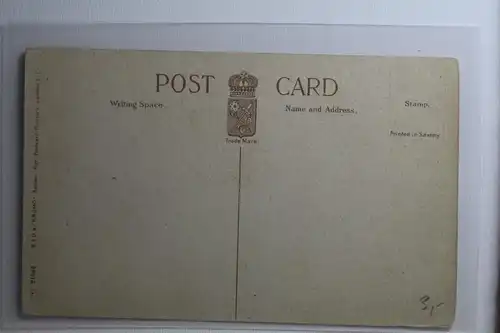 POST CARD
Writing Space.
Name and Address.
Stamp.
Trade Mark.
Printed in Saxony
3,-